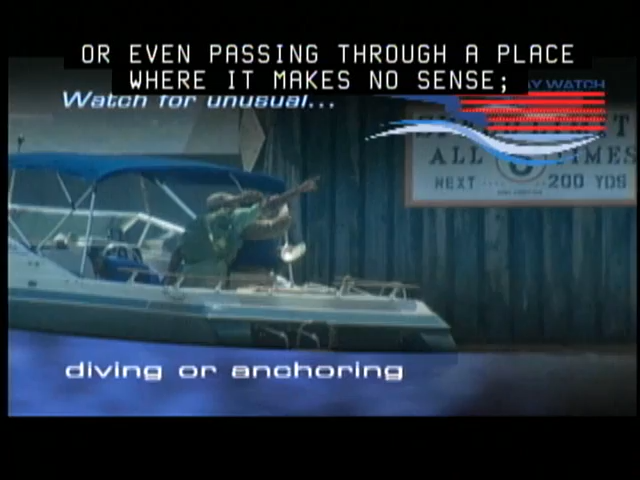 OR EVEN PASSING THROUGH A PLACE
WHERE IT MAKES NO SENSE;
Watch for unusual...
WATCH
ALL TIMES
NEXT 200 YDS
diving or anchoring